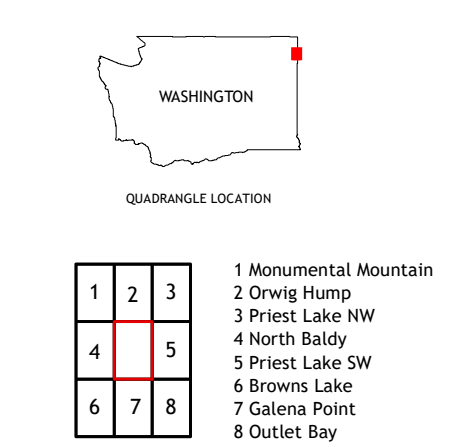 WASHINGTON
QUADRANGLE LOCATION
1 2 3
4 5
6 7 8
1 Monumental Mountain
2 Orwig Hump
3 Priest Lake NW
4 North Baldy
5 Priest Lake SW
6 Browns Lake
7 Galena Point
8 Outlet Bay